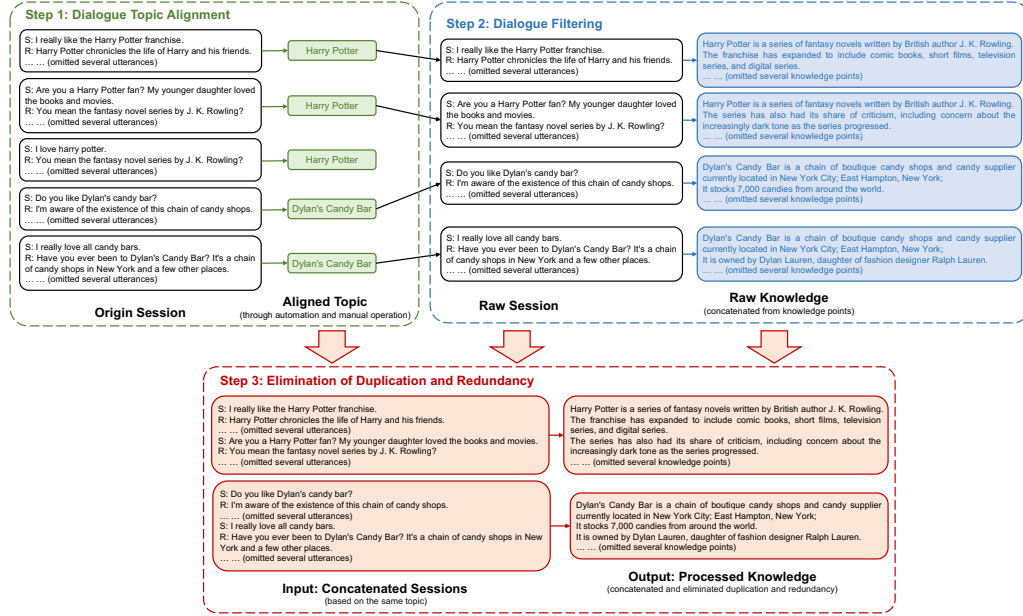 Step 1: Dialogue Topic Alignment
S: I really like the Harry Potter franchise.
R: Harry Potter chronicles the life of Harry and his friends.
… … (omitted several utterances)
Harry Potter
S: Are you a Harry Potter fan? My younger daughter loved
the books and movies.
R: You mean the fantasy novel series by J. K. Rowling?
… … (omitted several utterances)
Harry Potter
S: I love harry potter.
R: You mean the fantasy novel series by J. K. Rowling?
… … (omitted several utterances)
Harry Potter
S: Do you like Dylan's candy bar?
R: I'm aware of the existence of this chain of candy shops.
… … (omitted several utterances)
Dylan's Candy Bar
S: I really love all candy bars.
R: Have you ever been to Dylan's Candy Bar? It's a chain
of candy shops in New York and a few other places.
… … (omitted several utterances)
Dylan's Candy Bar
Origin Session
Aligned Topic
(through automation and manual operation)
Step 2: Dialogue Filtering
S: I really like the Harry Potter franchise.
R: Harry Potter chronicles the life of Harry and his friends.
… … (omitted several utterances)
Harry Potter is a series of fantasy novels written by British author J. K. Rowling.
The franchise has expanded to include comic books, short films, television
series, and digital series.
… … (omitted several knowledge points)
S: Are you a Harry Potter fan? My younger daughter loved
the books and movies.
R: You mean the fantasy novel series by J. K. Rowling?
… … (omitted several utterances)
Harry Potter is a series of fantasy novels written by British author J. K. Rowling.
The series has also had its share of criticism, including concern about the
increasingly dark tone as the series progressed.
… … (omitted several knowledge points)
S: Do you like Dylan's candy bar?
R: I'm aware of the existence of this chain of candy shops.
… … (omitted several utterances)
Dylan's Candy Bar is a chain of boutique candy shops and candy supplier
currently located in New York City; East Hampton, New York;
It stocks 7,000 candies from around the world.
… … (omitted several knowledge points)
S: I really love all candy bars.
R: Have you ever been to Dylan's Candy Bar? It's a chain
of candy shops in New York and a few other places.
… … (omitted several utterances)
Dylan's Candy Bar is a chain of boutique candy shops and candy supplier
currently located in New York City; East Hampton, New York;
It is owned by Dylan Lauren, daughter of fashion designer Ralph Lauren.
… … (omitted several knowledge points)
Raw Session
Raw Knowledge
(concatenated from knowledge points)
Step 3: Elimination of Duplication and Redundancy
S: I really like the Harry Potter franchise.
R: Harry Potter chronicles the life of Harry and his friends.
… … (omitted several utterances)
S: Are you a Harry Potter fan? My younger daughter loved the books and movies.
R: You mean the fantasy novel series by J. K. Rowling?
… … (omitted several utterances)
Harry Potter is a series of fantasy novels written by British author J. K. Rowling.
The franchise has expanded to include comic books, short films, television
series, and digital series.
The series has also had its share of criticism, including concern about the
increasingly dark tone as the series progressed.
… … (omitted several knowledge points)
S: Do you like Dylan's candy bar?
R: I'm aware of the existence of this chain of candy shops.
… … (omitted several utterances)
S: I really love all candy bars.
R: Have you ever been to Dylan's Candy Bar? It's a chain of candy shops in New
York and a few other places.
… … (omitted several utterances)
Dylan's Candy Bar is a chain of boutique candy shops and candy supplier
currently located in New York City; East Hampton, New York;
It stocks 7,000 candies from around the world.
It is owned by Dylan Lauren, daughter of fashion designer Ralph Lauren.
… … (omitted several knowledge points)
Input: Concatenated Sessions
(based on the same topic)
Output: Processed Knowledge
(concatenated and eliminated duplication and redundancy)